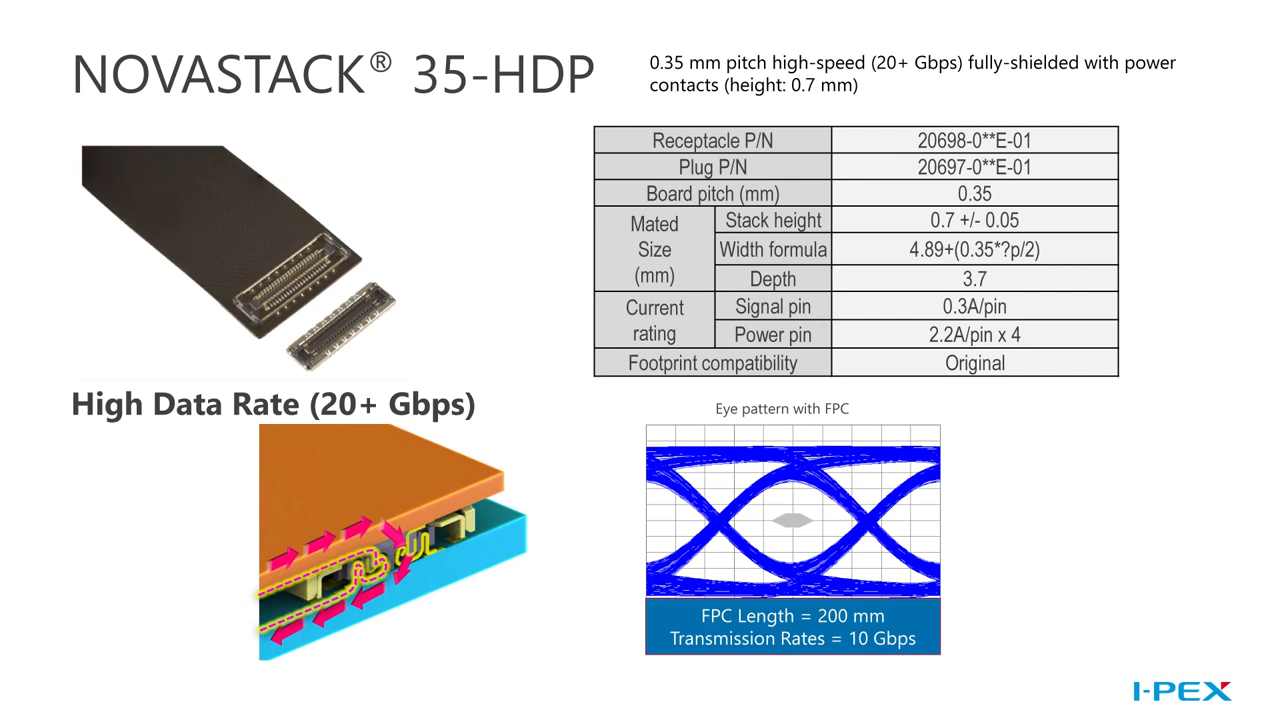 NOVASTACK® 35-HDP
0.35 mm pitch high-speed (20+ Gbps) fully-shielded with power
contacts (height: 0.7 mm)
Receptacle P/N 20698-0**E-01
Plug P/N 20697-0**E-01
Board pitch (mm) 0.35
Mated Size (mm) Stack height 0.7 +/- 0.05
Width formula 4.89+(0.35*?p/2)
Depth 3.7
Current rating Signal pin 0.3A/pin
Power pin 2.2A/pin x 4
Footprint compatibility Original
High Data Rate (20+ Gbps)
Eye pattern with FPC
FPC Length = 200 mm
Transmission Rates = 10 Gbps
I-PEX